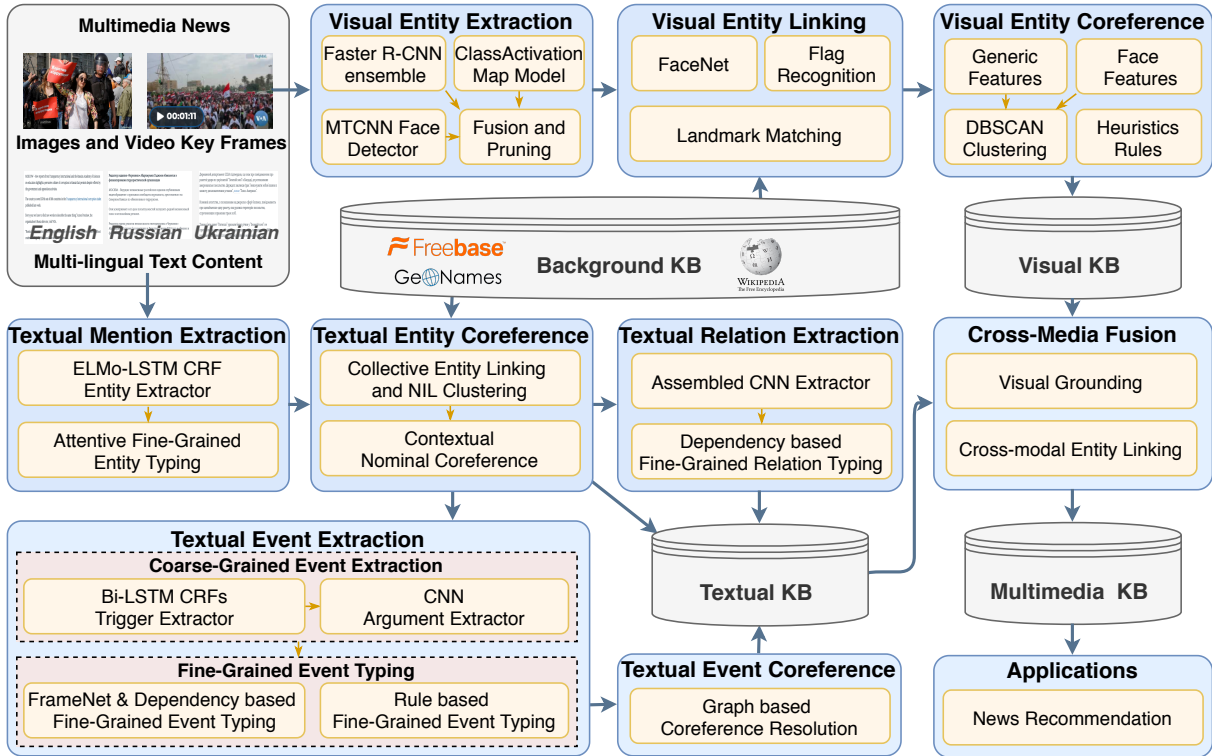 Multimedia News
00:01:11
VOA
Images and Video Key Frames
English Russian Ukrainian
Multi-lingual Text Content
Visual Entity Extraction
Faster R-CNN
ensemble
ClassActivation
Map Model
MTCNN Face
Detector
Fusion and
Pruning
Visual Entity Linking
FaceNet
Flag
Recognition
Landmark Matching
Visual Entity Coreference
Generic
Features
Face
Features
DBSCAN
Clustering
Heuristics
Rules
Freebase
GeoNames
Background KB
WIKIPEDIA
The Free Encyclopedia
Visual KB
Textual Mention Extraction
ELMo-LSTM CRF
Entity Extractor
Attentive Fine-Grained
Entity Typing
Textual Entity Coreference
Collective Entity Linking
and NIL Clustering
Contextual
Nominal Coreference
Textual Relation Extraction
Assembled CNN Extractor
Dependency based
Fine-Grained Relation Typing
Cross-Media Fusion
Visual Grounding
Cross-modal Entity Linking
Textual Event Extraction
Coarse-Grained Event Extraction
Bi-LSTM CRFs
Trigger Extractor
CNN
Argument Extractor
Fine-Grained Event Typing
FrameNet & Dependency based
Fine-Grained Event Typing
Rule based
Fine-Grained Event Typing
Textual KB
Textual Event Coreference
Graph based
Coreference Resolution
Multimedia KB
Applications
News Recommendation